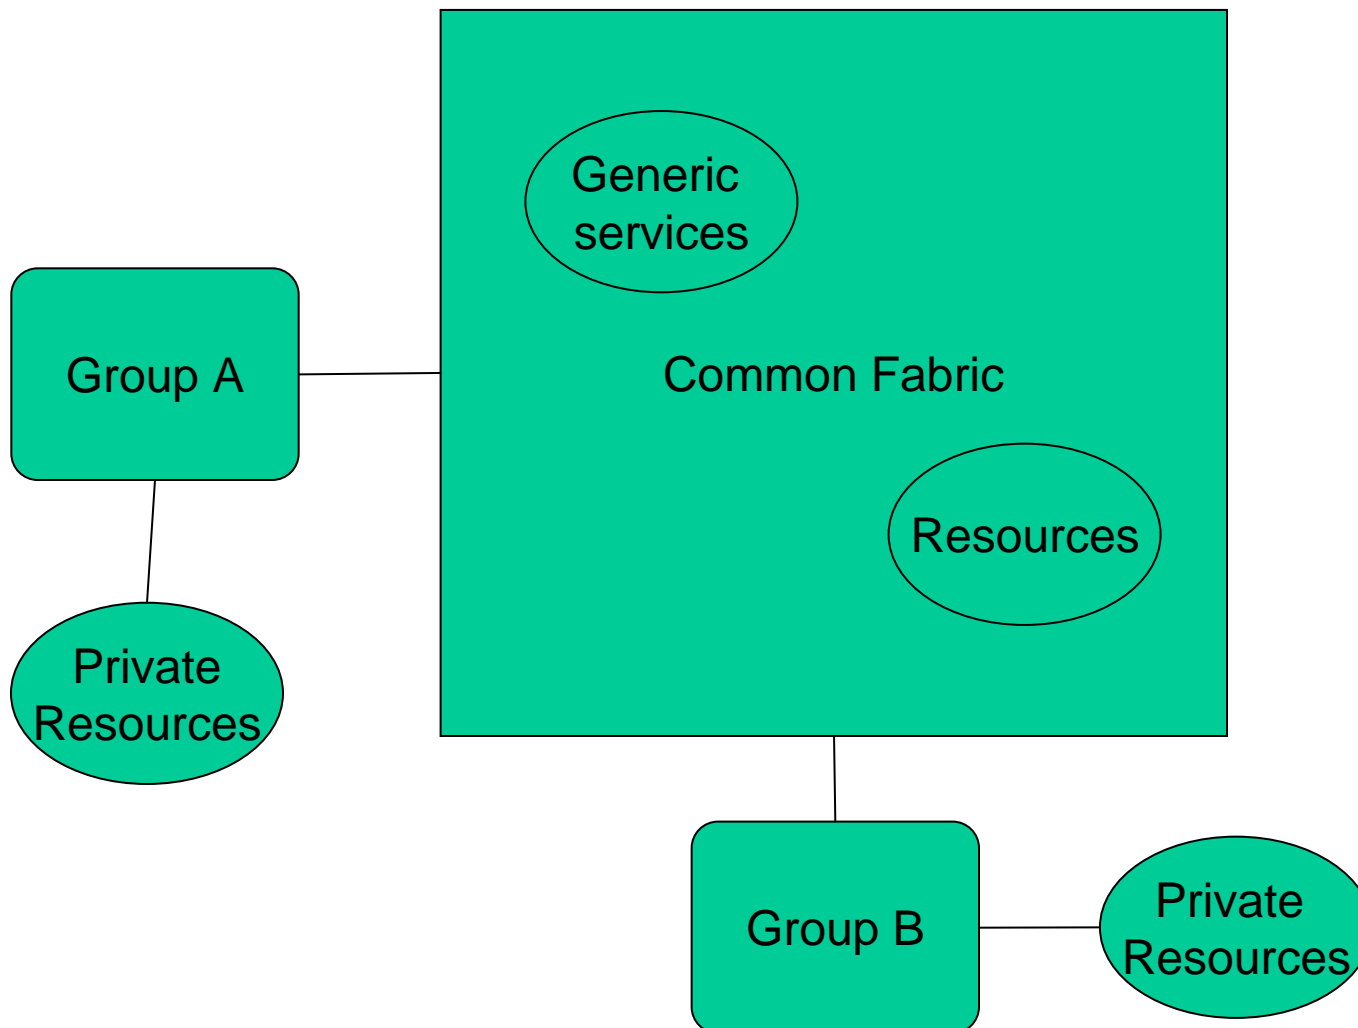 Generic
services
Group A
Common Fabric
Resources
Private
Resources
Group B
Private
Resources